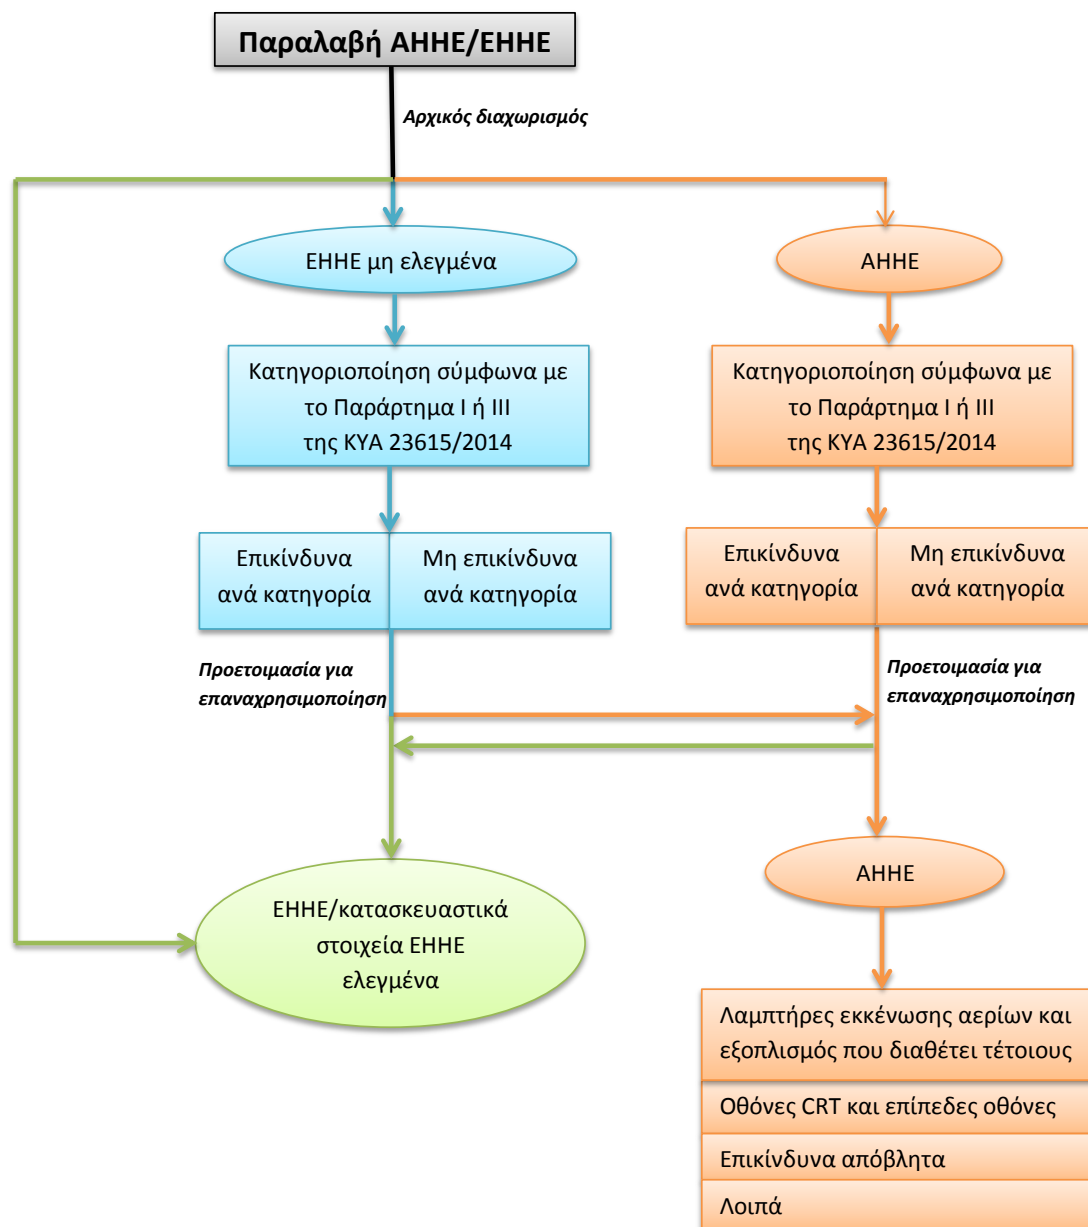 Παραλαβή ΑΗΗΕ/ΕΗΗΕ
Αρχικός διαχωρισμός
ΕΗΗΕ μη ελεγμένα
ΑΗΗΕ
Κατηγοριοποίηση σύμφωνα με
το Παράρτημα Ι ή ΙΙΙ
της ΚΥΑ 23615/2014
Κατηγοριοποίηση σύμφωνα με
το Παράρτημα Ι ή ΙΙΙ
της ΚΥΑ 23615/2014
Επικίνδυνα
ανά κατηγορία
Μη επικίνδυνα
ανά κατηγορία
Επικίνδυνα
ανά κατηγορία
Μη επικίνδυνα
ανά κατηγορία
Προετοιμασία για
επαναχρησιμοποίηση
Προετοιμασία για
επαναχρησιμοποίηση
ΑΗΗΕ
ΕΗΗΕ/κατασκευαστικά
στοιχεία ΕΗΗΕ
ελεγμένα
Λαμπτήρες εκκένωσης αερίων και
εξοπλισμός που διαθέτει τέτοιους
Οθόνες CRT και επίπεδες οθόνες
Επικίνδυνα απόβλητα
Λοιπά